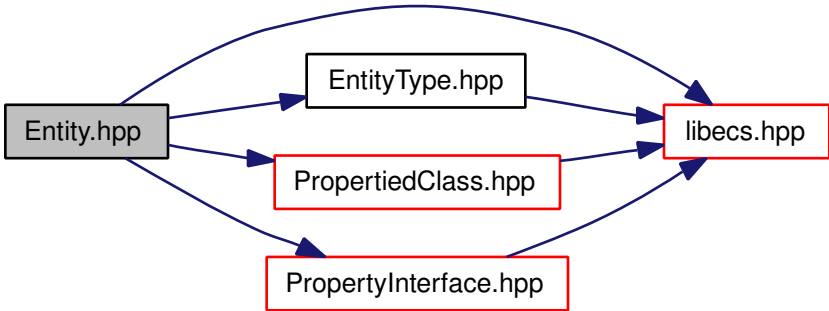 EntityType.hpp
Entity.hpp
libecs.hpp
PropertiedClass.hpp
PropertyInterface.hpp